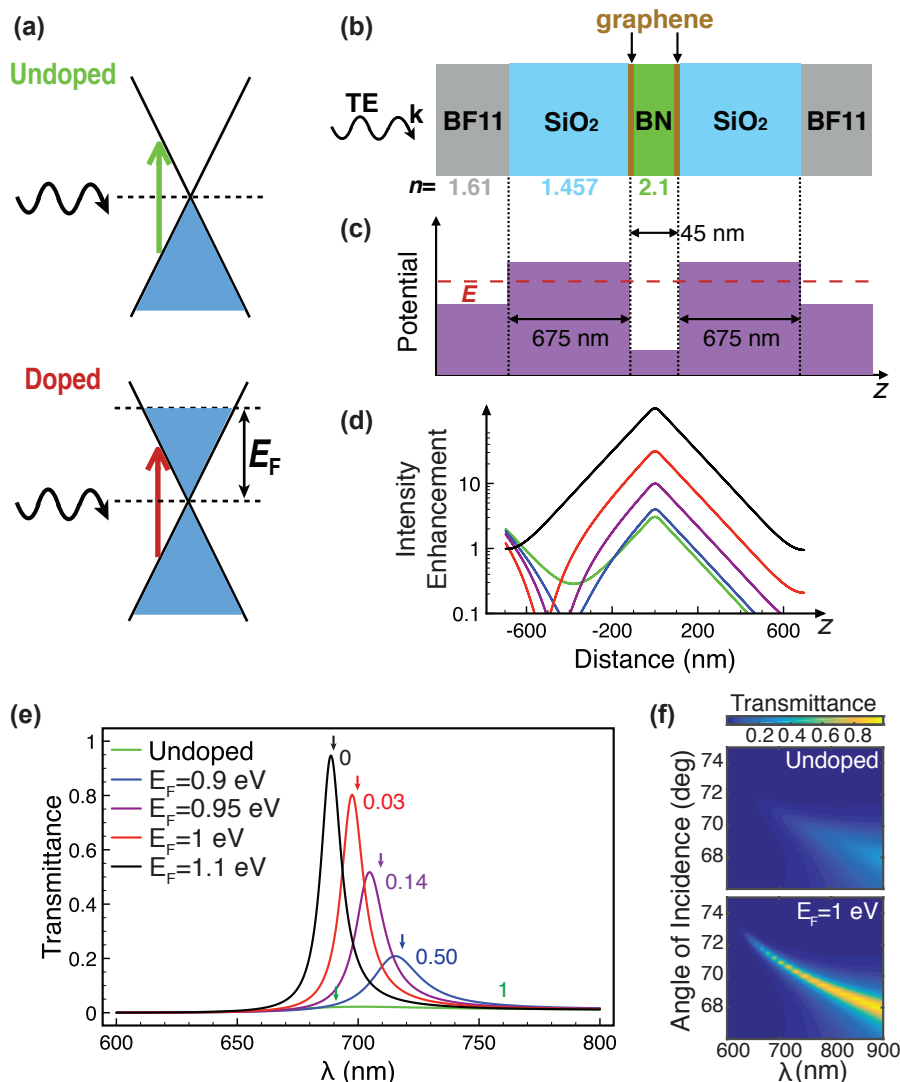 (a)
Undoped
Doped
E_F
(b)
graphene
TE
k
BF11
SiO₂
BN
SiO₂
BF11
n=
1.61
1.457
2.1
(c)
45 nm
Potential
E
675 nm
675 nm
z
(d)
Intensity
Enhancement
10
1
0.1
-600
-200
200
600
z
Distance (nm)
(e)
Transmittance
1
0.8
0.6
0.4
0.2
0
Undoped
E_F=0.9 eV
E_F=0.95 eV
E_F=1 eV
E_F=1.1 eV
0
0.03
0.14
0.50
1
600
650
700
750
800
λ (nm)
(f)
Transmittance
0.2 0.4 0.6 0.8
Angle of Incidence (deg)
74
72
70
68
Undoped
74
72
70
68
E_F=1 eV
600
700
800
900
λ (nm)